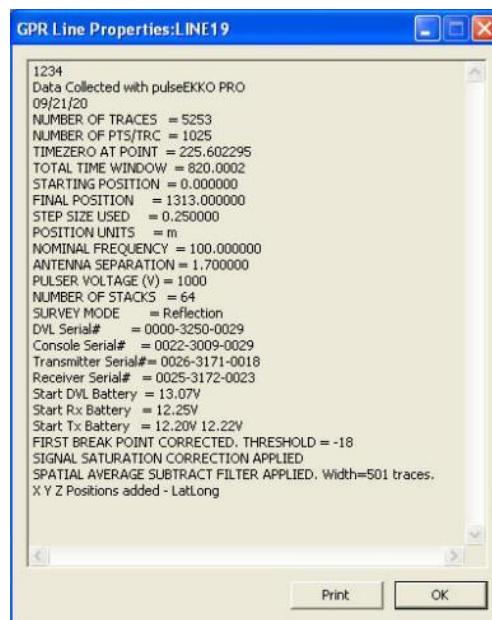 GPR Line Properties:LINE19
1234
Data Collected with pulseEKKO PRO
09/21/20
NUMBER OF TRACES = 5253
NUMBER OF PTS/TRC = 1025
TIMEZERO AT POINT = 225.602295
TOTAL TIME WINDOW = 820.0002
STARTING POSITION = 0.000000
FINAL POSITION = 1313.000000
STEP SIZE USED = 0.250000
POSITION UNITS = m
NOMINAL FREQUENCY = 100.000000
ANTENNA SEPARATION = 1.700000
PULSER VOLTAGE (V) = 1000
NUMBER OF STACKS = 64
SURVEY MODE = Reflection
DVL Serial# = 0000-3250-0029
Console Serial# = 0022-3009-0029
Transmitter Serial#= 0026-3171-0018
Receiver Serial# = 0025-3172-0023
Start DVL Battery = 13.07V
Start Rx Battery = 12.25V
Start Tx Battery = 12.20V 12.22V
FIRST BREAK POINT CORRECTED. THRESHOLD = -18
SIGNAL SATURATION CORRECTION APPLIED
SPATIAL AVERAGE SUBTRACT FILTER APPLIED. Width=501 traces.
X Y Z Positions added - LatLong
Print OK